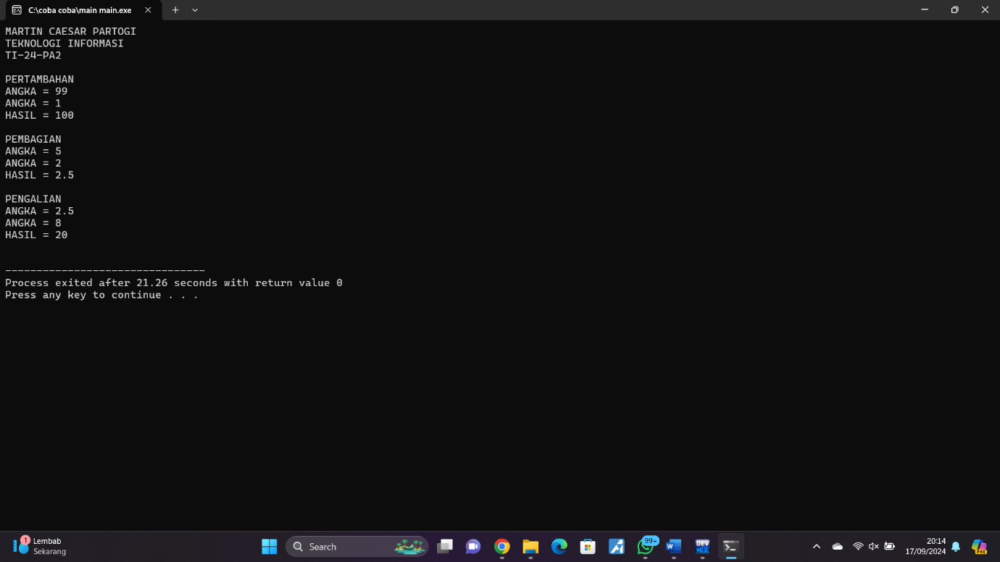 C:\coba coba\main main.exe
MARTIN CAESAR PARTOGI
TEKNOLOGI INFORMASI
TI-24-PA2
PERTAMBAHAN
ANGKA = 99
ANGKA = 1
HASIL = 100
PEMBAGIAN
ANGKA = 5
ANGKA = 2
HASIL = 2.5
PENGALIAN
ANGKA = 2.5
ANGKA = 8
HASIL = 20
--------------------------------
Process exited after 21.26 seconds with return value 0
Press any key to continue . . .
1
Lembab
Sekarang
Search
99+
W
DEV
20:14
17/09/2024
PRE